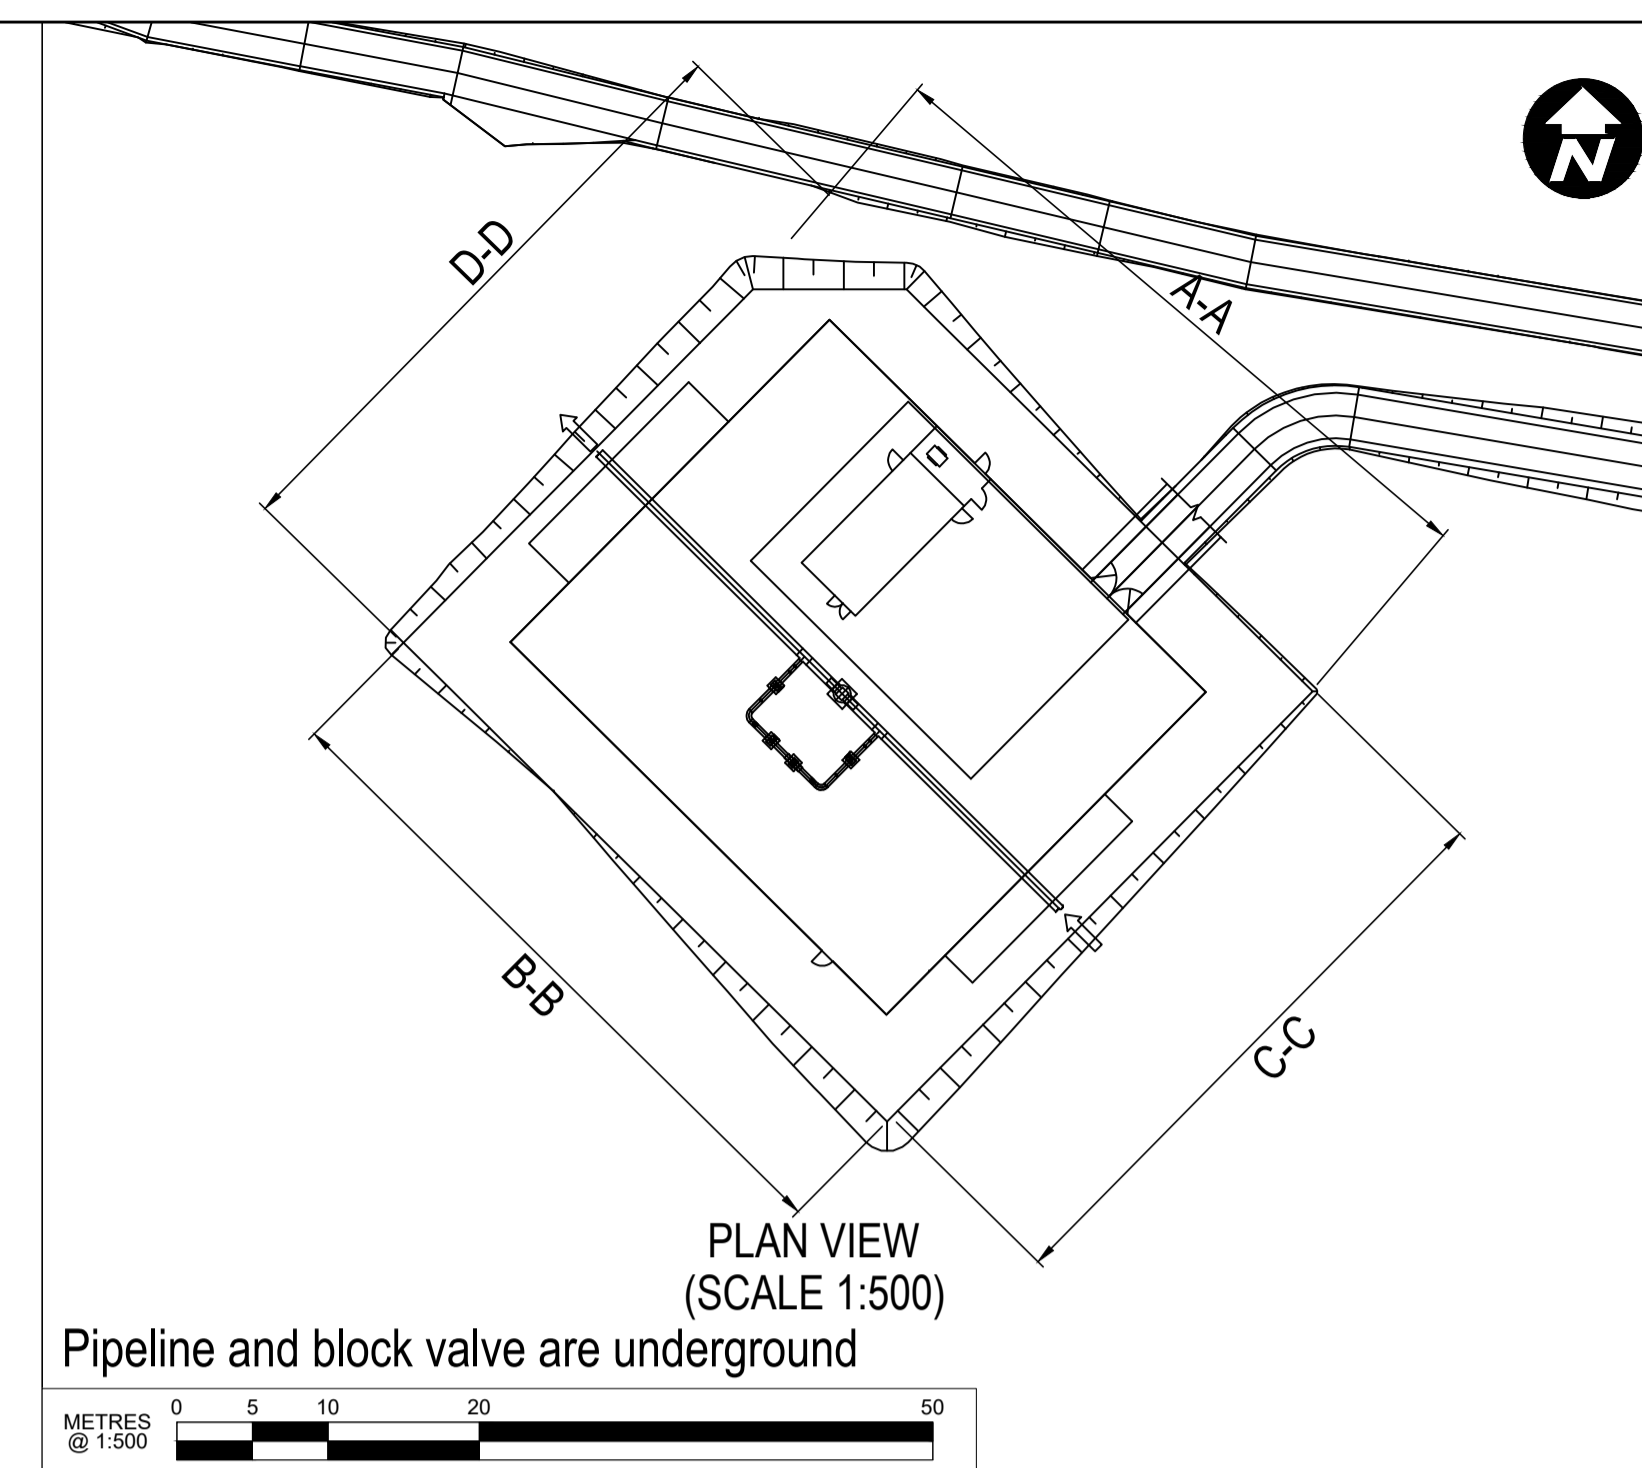 N
D-D
A-A
B-B
C-C
PLAN VIEW
(SCALE 1:500)
Pipeline and block valve are underground
METRES
@ 1:500
0 5 10 20 50